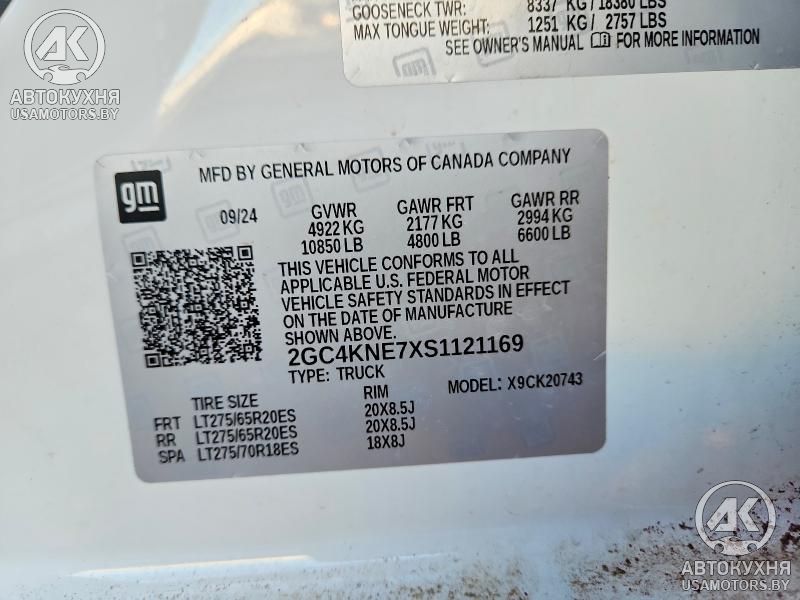 GOOSENECK TWR: 8337 KG / 18380 LBS
MAX TONGUE WEIGHT: 1251 KG / 2757 LBS
SEE OWNER'S MANUAL FOR MORE INFORMATION
AK
АВТОКУХНЯ
USAMOTORS.BY
gm
MFD BY GENERAL MOTORS OF CANADA COMPANY
09/24 GVWR GAWR FRT GAWR RR
4922 KG 2177 KG 2994 KG
10850 LB 4800 LB 6600 LB
THIS VEHICLE CONFORMS TO ALL
APPLICABLE U.S. FEDERAL MOTOR
VEHICLE SAFETY STANDARDS IN EFFECT
ON THE DATE OF MANUFACTURE
SHOWN ABOVE.
2GC4KNE7XS1121169
TYPE: TRUCK MODEL: X9CK20743
TIRE SIZE RIM
FRT LT275/65R20ES 20X8.5J
RR LT275/65R20ES 20X8.5J
SPA LT275/70R18ES 18X8J
AK
АВТОКУХНЯ
USAMOTORS.BY